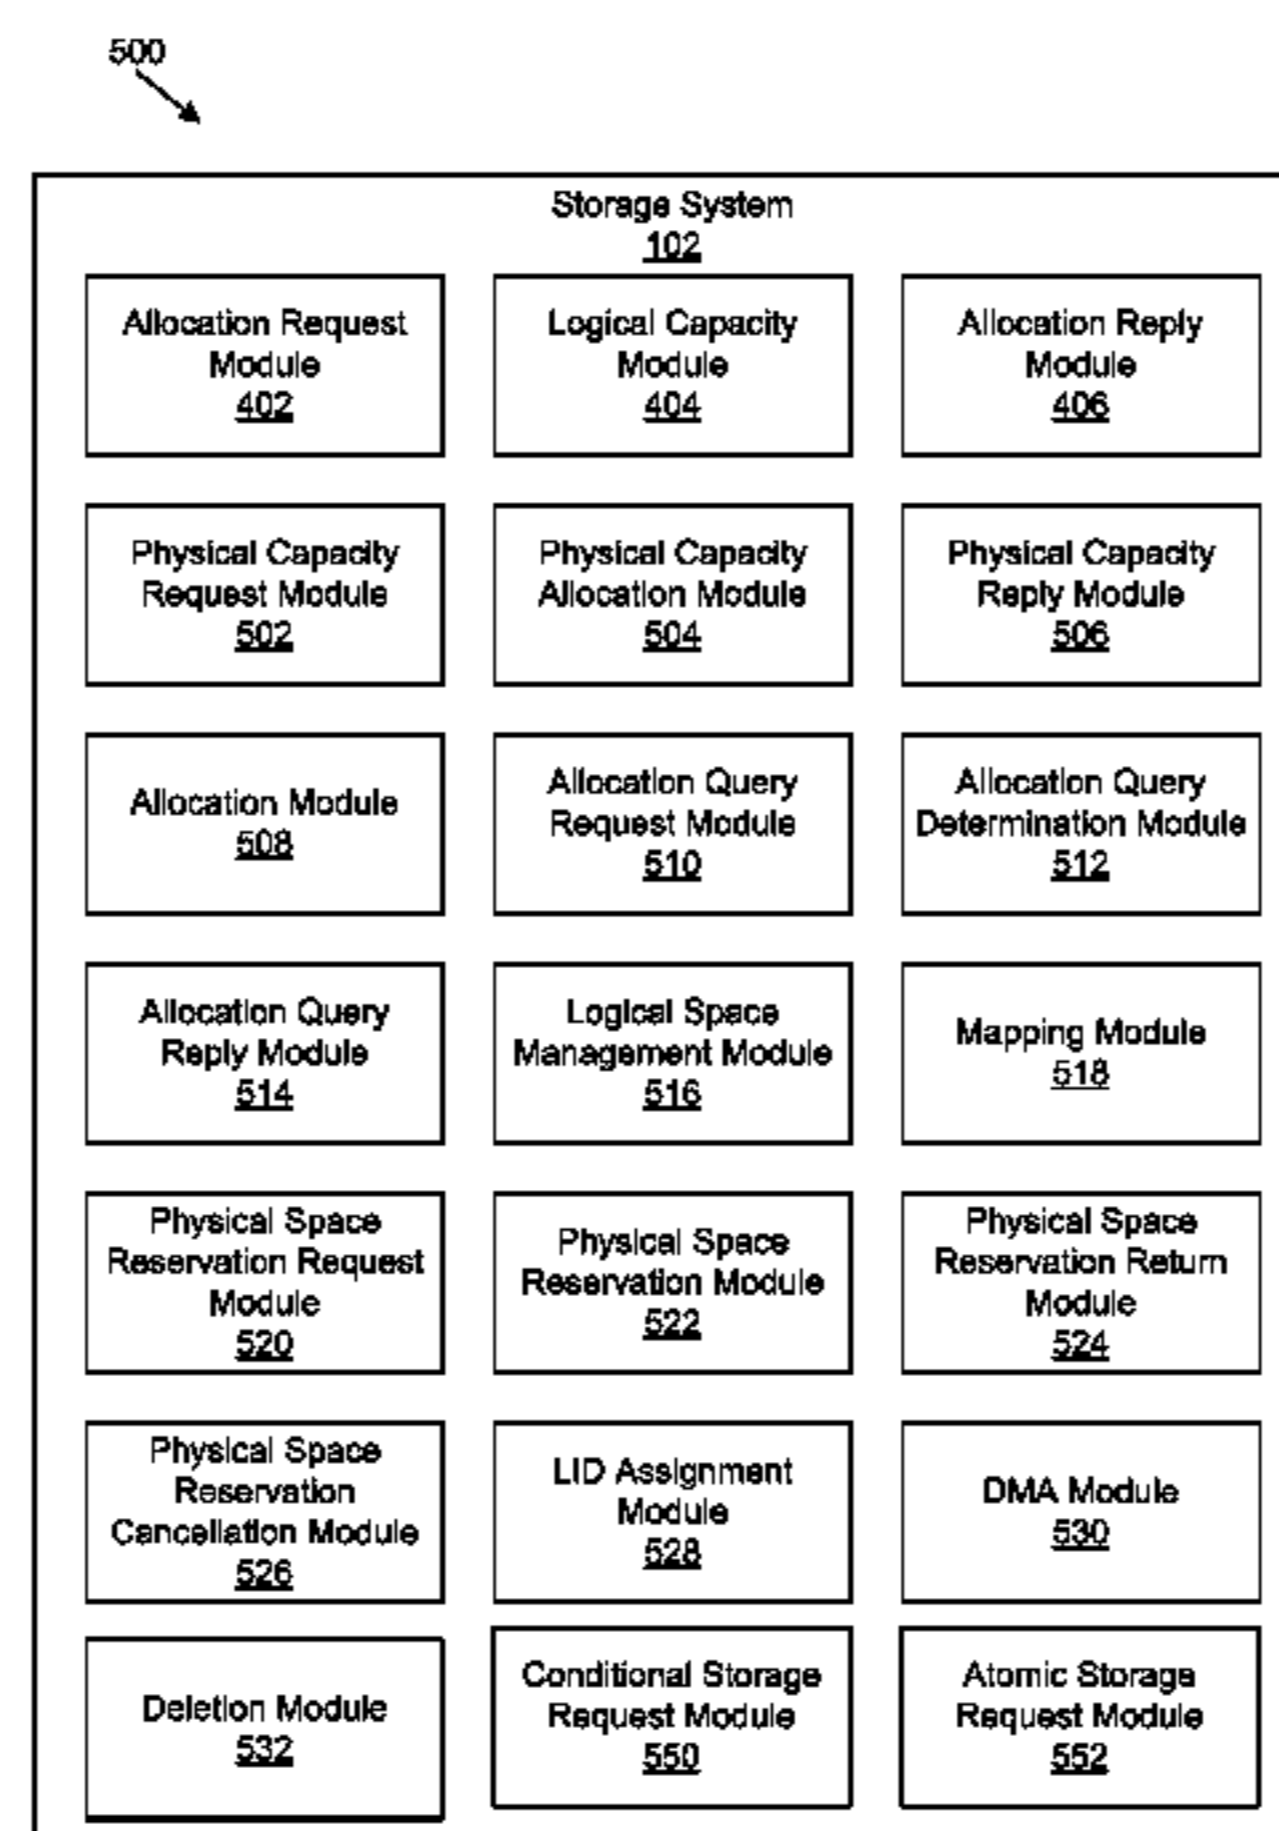 500
Storage System
102
Allocation Request
Module
402
Logical Capacity
Module
404
Allocation Reply
Module
406
Physical Capacity
Request Module
502
Physical Capacity
Allocation Module
504
Physical Capacity
Reply Module
506
Allocation Module
508
Allocation Query
Request Module
510
Allocation Query
Determination Module
512
Allocation Query
Reply Module
514
Logical Space
Management Module
516
Mapping Module
518
Physical Space
Reservation Request
Module
520
Physical Space
Reservation Module
522
Physical Space
Reservation Return
Module
524
Physical Space
Reservation
Cancellation Module
526
LID Assignment
Module
528
DMA Module
530
Deletion Module
532
Conditional Storage
Request Module
550
Atomic Storage
Request Module
552